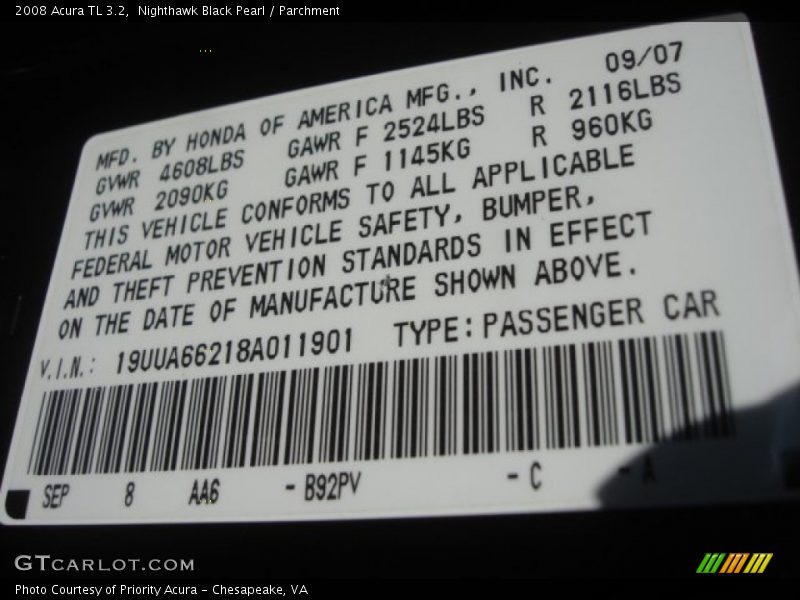 2008 Acura TL 3.2,  Nighthawk Black Pearl / Parchment
MFD. BY HONDA OF AMERICA MFG., INC. 09/07
GVWR 4608LBS GAWR F 2524LBS R 2116LBS
GVWR 2090KG GAWR F 1145KG R 960KG
THIS VEHICLE CONFORMS TO ALL APPLICABLE
FEDERAL MOTOR VEHICLE SAFETY, BUMPER,
AND THEFT PREVENTION STANDARDS IN EFFECT
ON THE DATE OF MANUFACTURE SHOWN ABOVE.
V.I.N.: 19UUA66218A011901 TYPE: PASSENGER CAR
SEP 8 AA6 - B92PV - C - A
GTCARLOT.COM
Photo Courtesy of Priority Acura - Chesapeake, VA